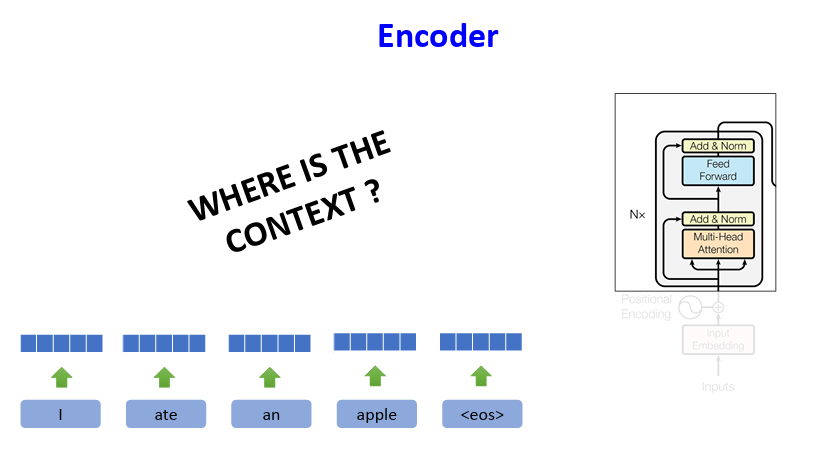 Encoder
WHERE IS THE
CONTEXT ?
I
ate
an
apple
<eos>
Add & Norm
Feed
Forward
Nx
Add & Norm
Multi-Head
Attention
Positional
Encoding
Input
Embedding
Inputs